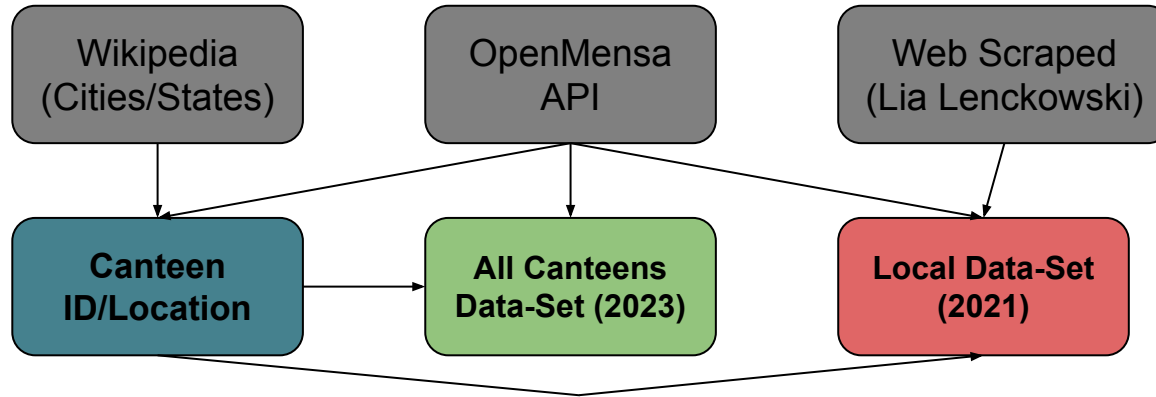 Wikipedia
(Cities/States)
OpenMensa
API
Web Scraped
(Lia Lenckowski)
Canteen
ID/Location
All Canteens
Data-Set (2023)
Local Data-Set
(2021)